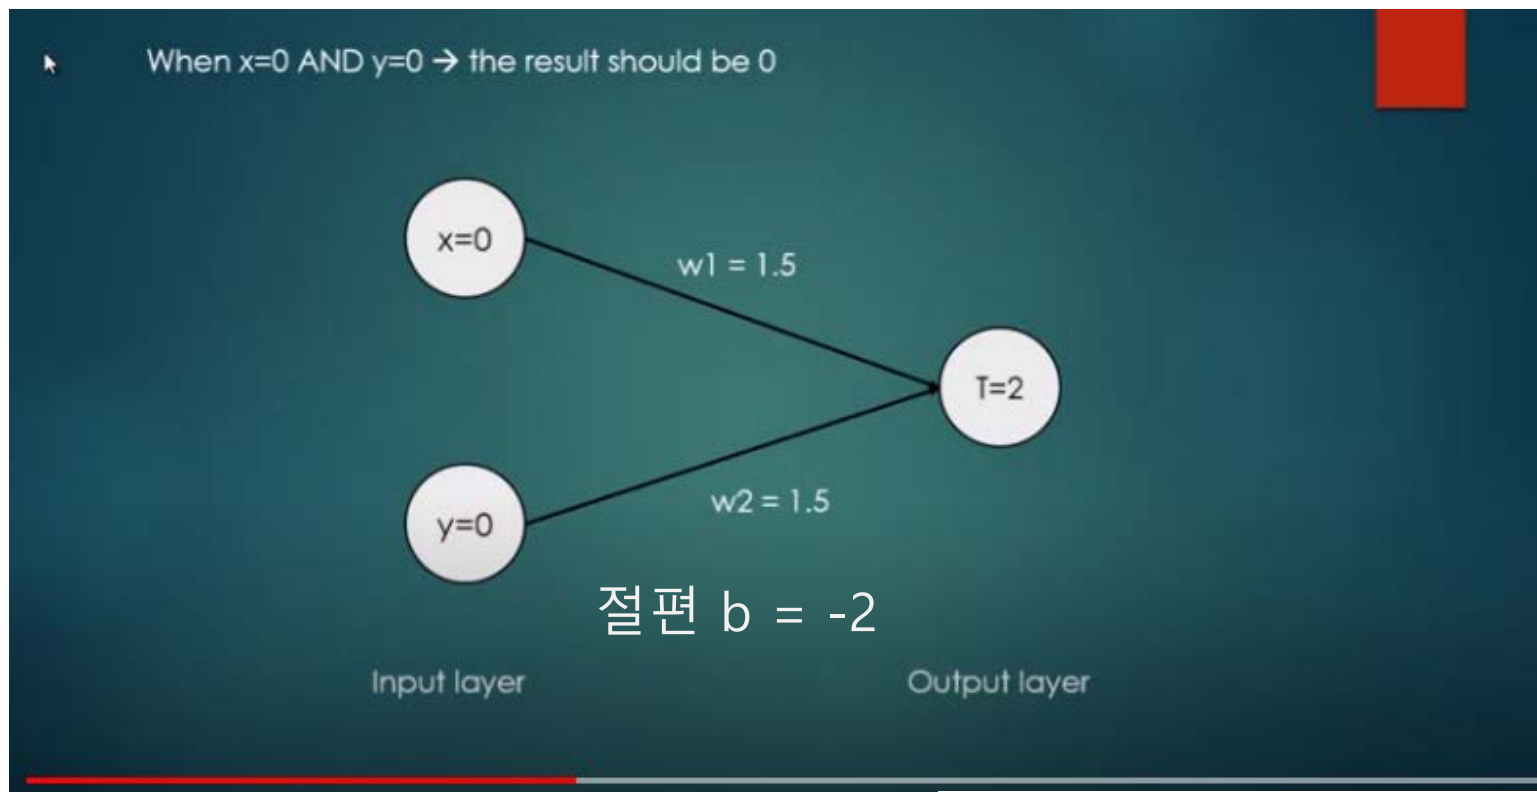 When x=0 AND y=0 → the result should be 0
x=0
w1 = 1.5
T=2
w2 = 1.5
y=0
절편 b = -2
Input layer
Output layer